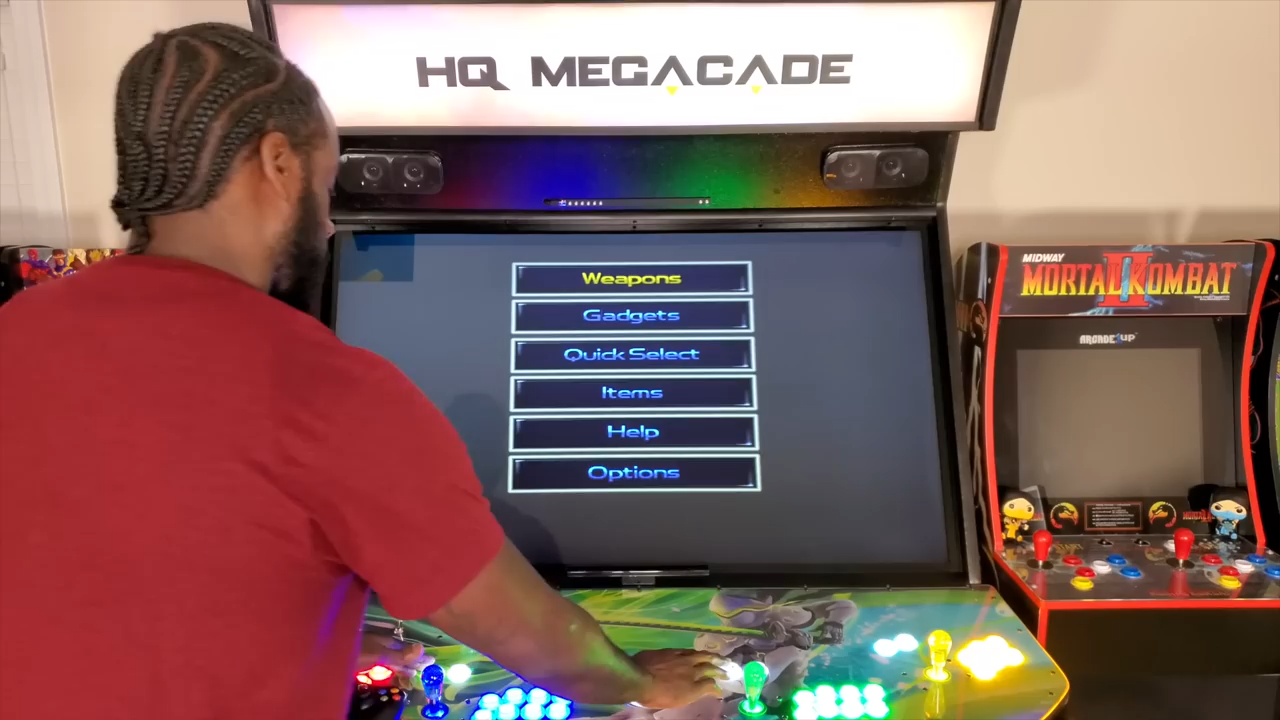 HQ MEGACADE
Weapons
Gadgets
Quick Select
Items
Help
Options
MIDWAY
MORTAL KOMBAT
II
ARCADE1UP